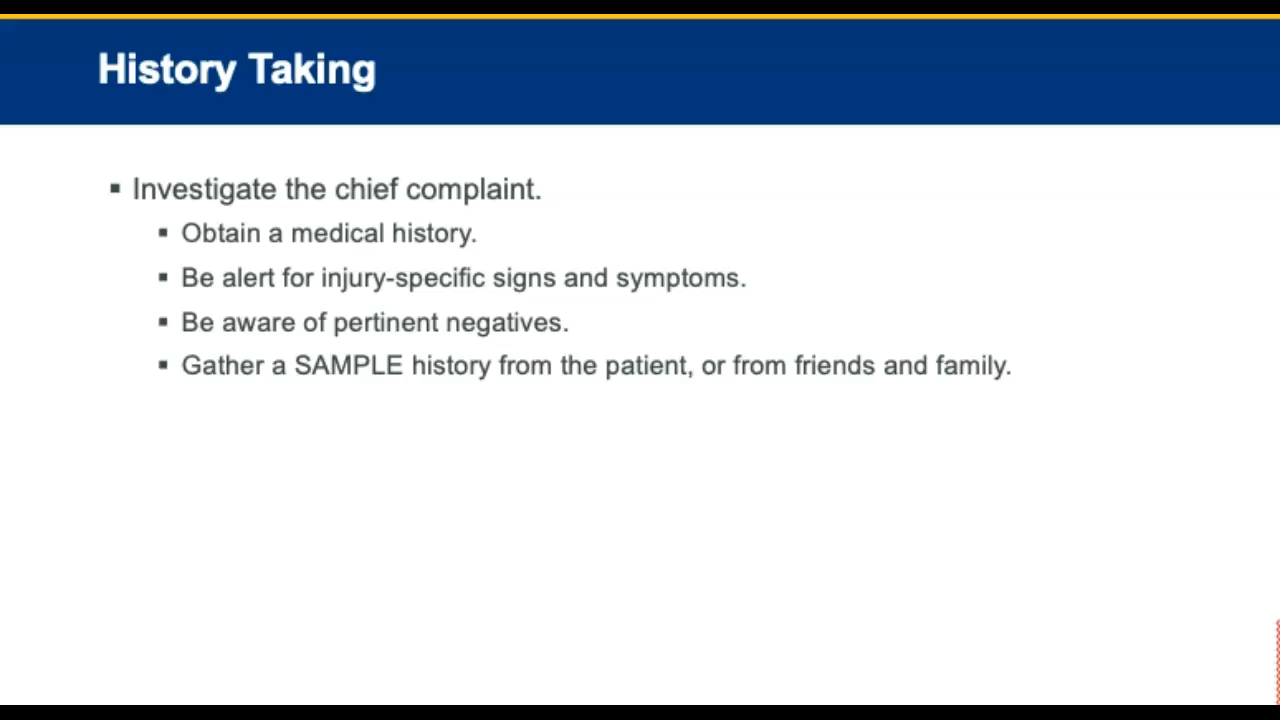 History Taking
▪ Investigate the chief complaint.
▪ Obtain a medical history.
▪ Be alert for injury-specific signs and symptoms.
▪ Be aware of pertinent negatives.
▪ Gather a SAMPLE history from the patient, or from friends and family.